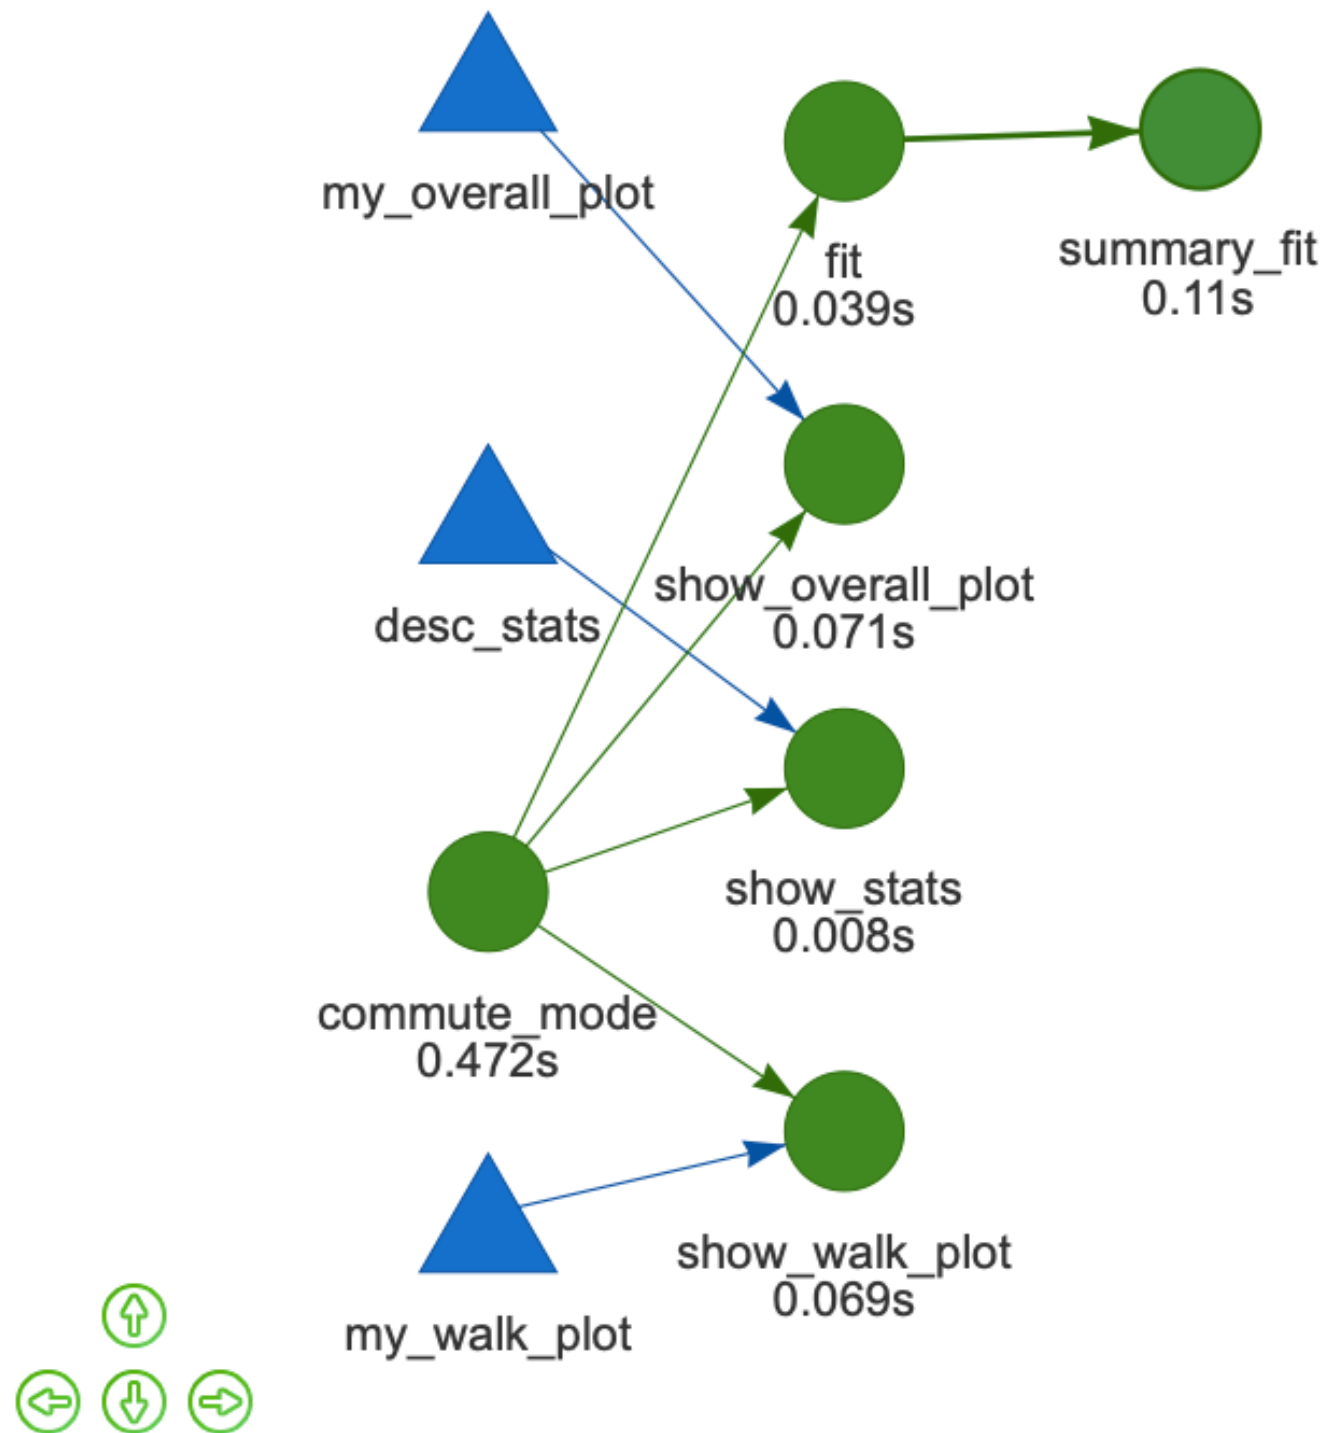 my_overall_plot
fit
0.039s
summary_fit
0.11s
desc_stats
show_overall_plot
0.071s
show_stats
0.008s
commute_mode
0.472s
show_walk_plot
0.069s
my_walk_plot